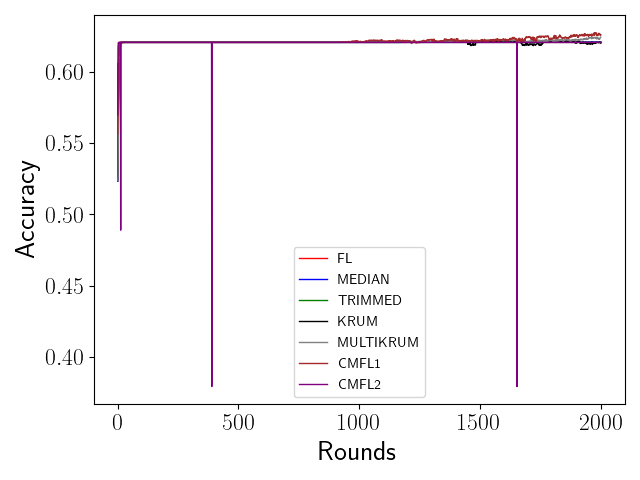 Accuracy
0.60
0.55
0.50
0.45
0.40
FL
MEDIAN
TRIMMED
KRUM
MULTIKRUM
CMFL1
CMFL2
0 500 1000 1500 2000
Rounds